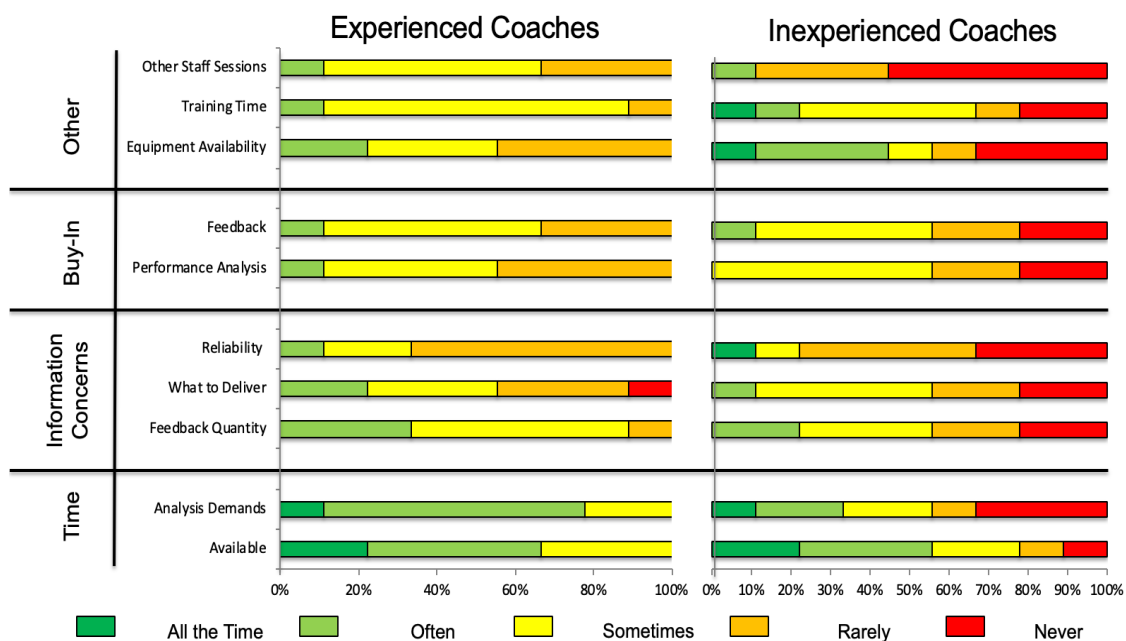 Experienced Coaches
Inexperienced Coaches
Other
Other Staff Sessions
Training Time
Equipment Availability
Buy-In
Feedback
Performance Analysis
Information
Concerns
Reliability
What to Deliver
Feedback Quantity
Time
Analysis Demands
Available
0% 20% 40% 60% 80% 100%
0% 10% 20% 30% 40% 50% 60% 70% 80% 90% 100%
All the Time Often Sometimes Rarely Never